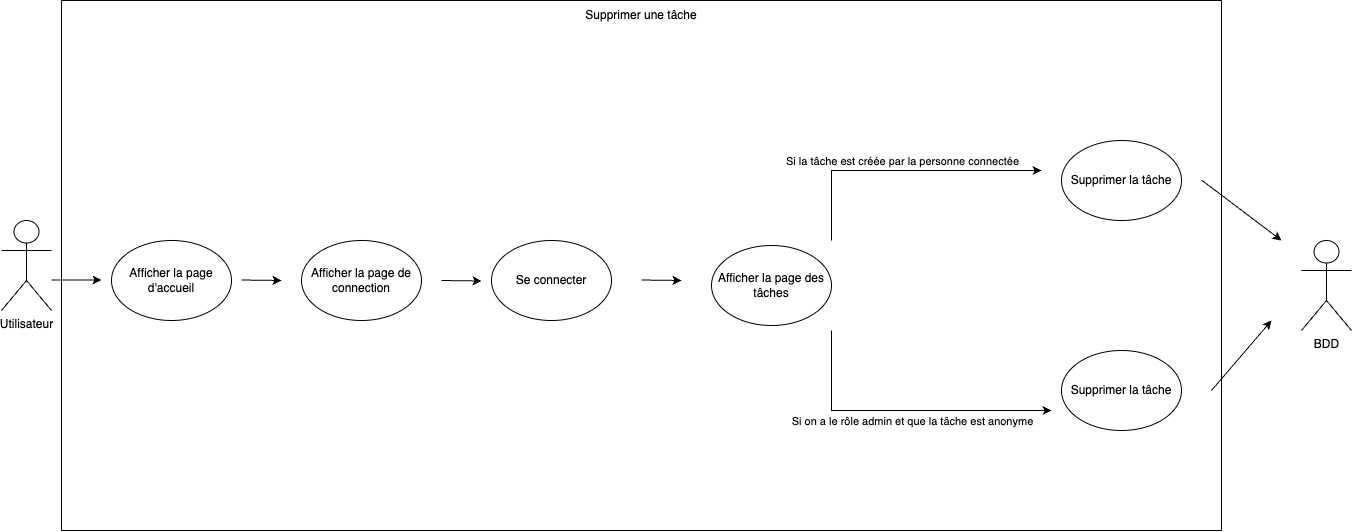 Supprimer une tâche
Utilisateur
Afficher la page
d'accueil
Afficher la page de
connection
Se connecter
Afficher la page des
tâches
Si la tâche est créée par la personne connectée
Supprimer la tâche
Si on a le rôle admin et que la tâche est anonyme
Supprimer la tâche
BDD